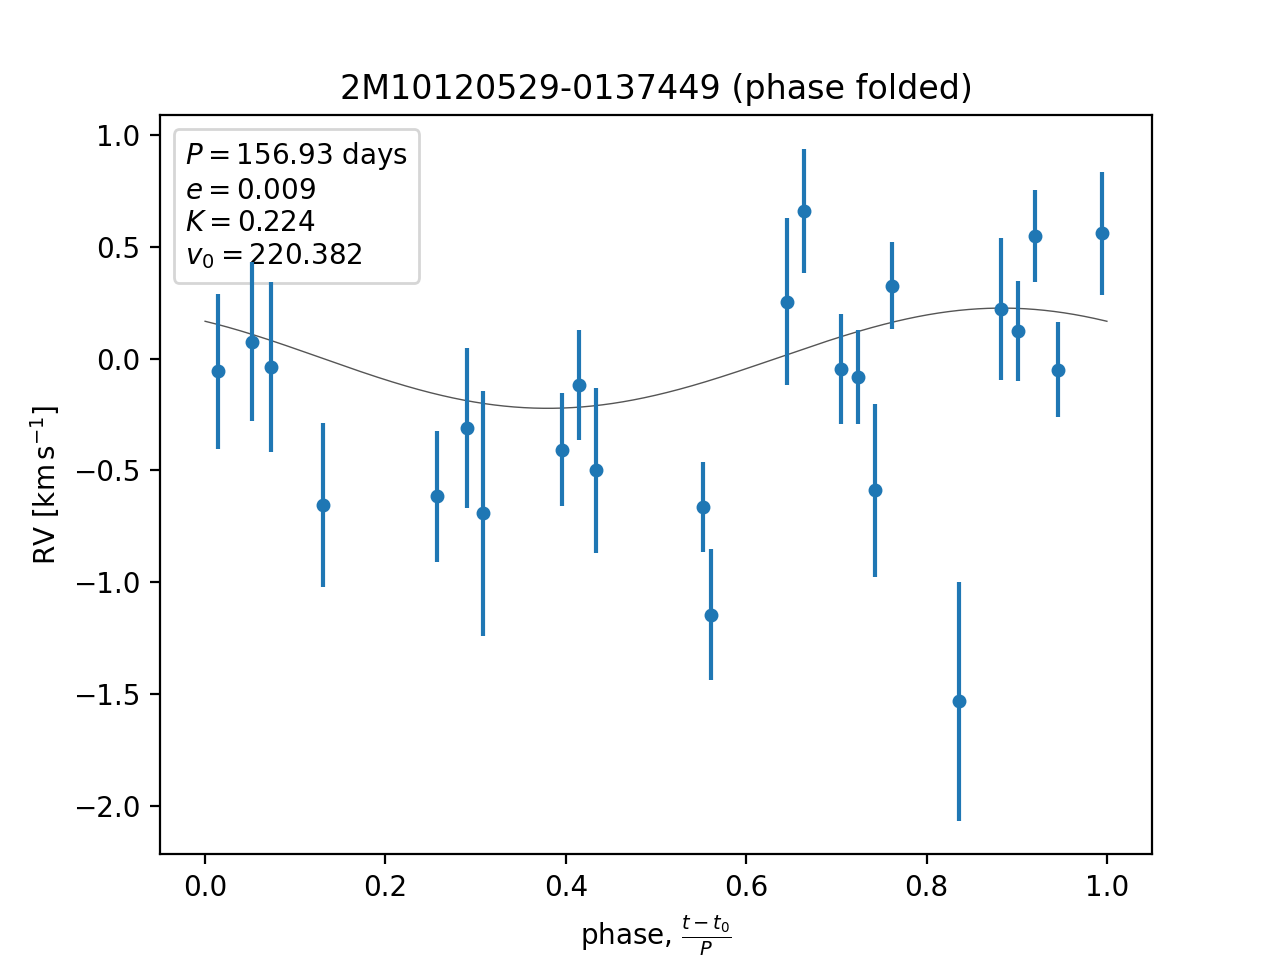 2M10120529-0137449 (phase folded)
P = 156.93 days
e = 0.009
K = 0.224
v₀ = 220.382
1.0
0.5
0.0
−0.5
−1.0
−1.5
−2.0
RV [km s⁻¹]
0.0 0.2 0.4 0.6 0.8 1.0
phase, (t − t₀)/P